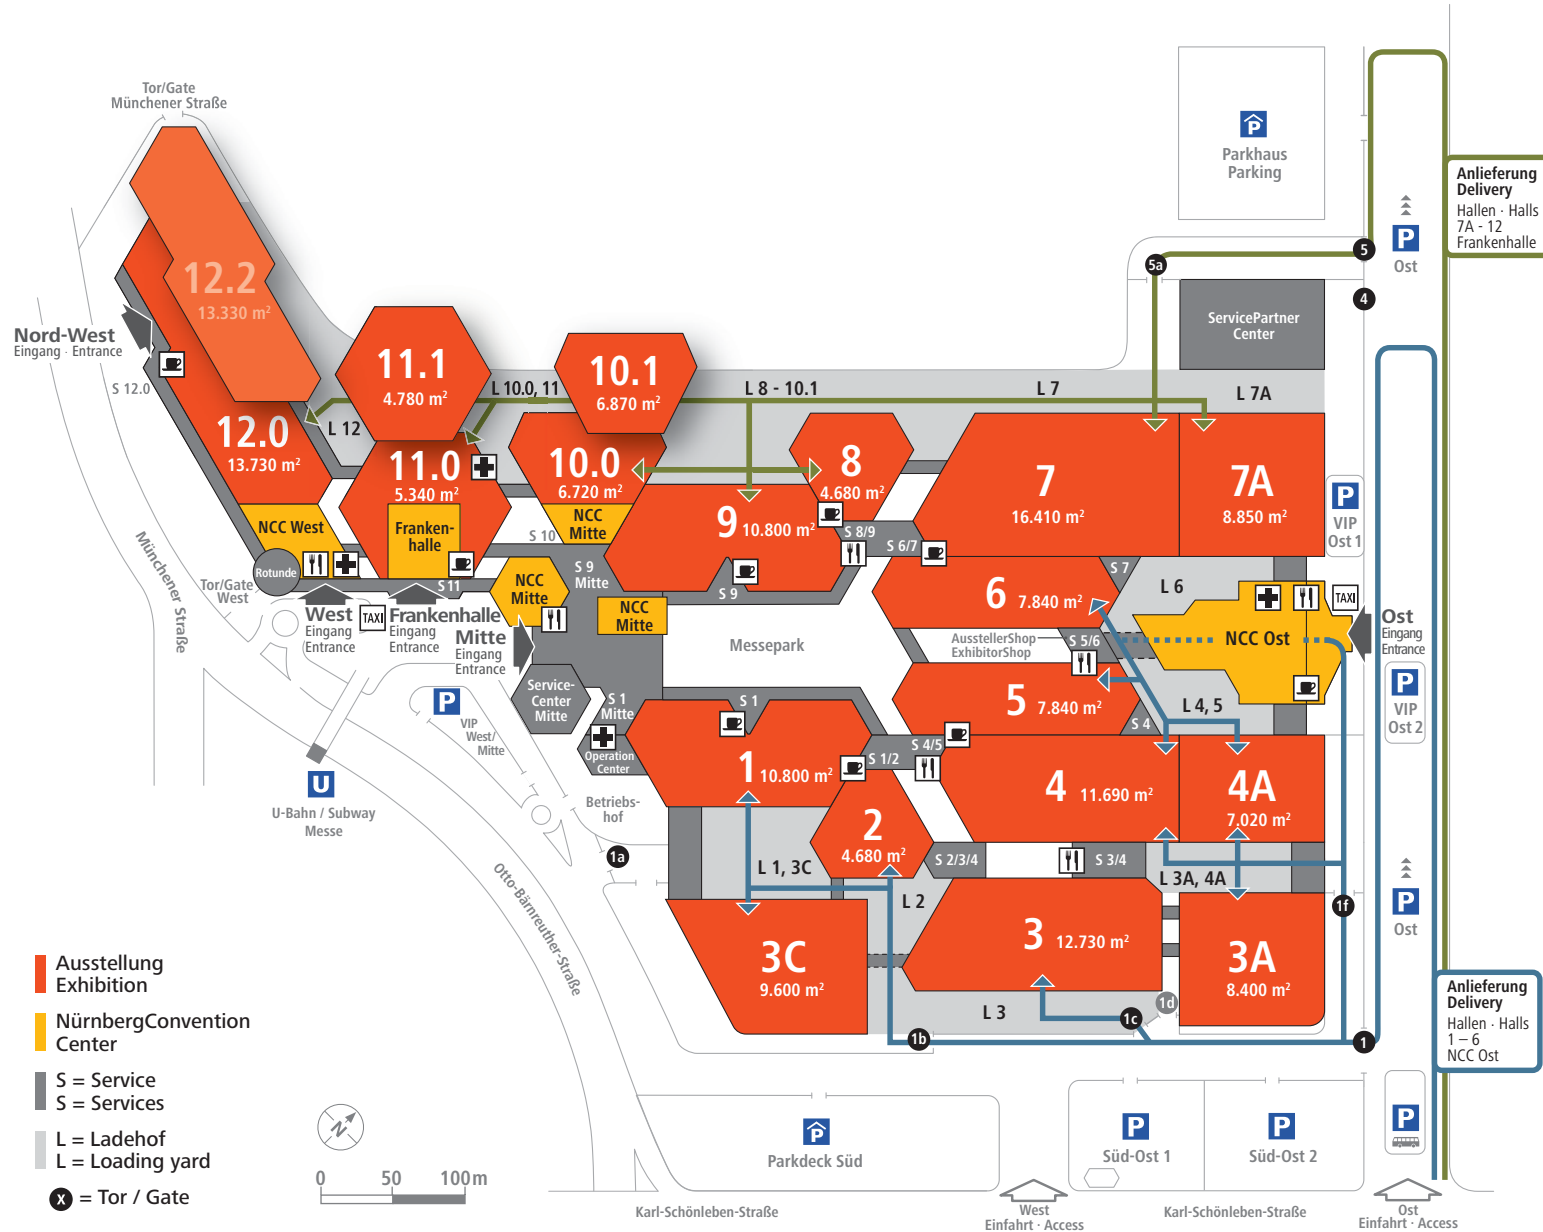 Tor/Gate
Münchener Straße
P
Parkhaus
Parking
Anlieferung
Delivery
Hallen · Halls
7A - 12
Frankenhalle
P
Ost
5
5a
4
ServicePartner
Center
12.2
13.330 m²
Nord-West
Eingang · Entrance
S 12.0
11.1
4.780 m²
L 10.0, 11
10.1
6.870 m²
L 8 - 10.1
L 7
L 7A
12.0
13.730 m²
L 12
11.0
5.340 m²
10.0
6.720 m²
8
4.680 m²
7
16.410 m²
7A
8.850 m²
P
VIP
Ost 1
NCC West
Franken-
halle
NCC
Mitte
S 10
9 10.800 m²
S 8/9
S 6/7
Rotunde
S 11
S 9
Mitte
S 9
NCC
Mitte
NCC
Mitte
6 7.840 m²
S 7
L 6
TAXI
Münchener Straße
Tor/Gate
West
West
Eingang
Entrance
TAXI
Frankenhalle
Eingang
Entrance
Mitte
Eingang
Entrance
Messepark
AusstellerShop
ExhibitorShop
S 5/6
NCC Ost
Ost
Eingang
Entrance
P
VIP
Ost 2
Service-
Center
Mitte
S 1
Mitte
S 1
5 7.840 m²
S 4
L 4, 5
P
VIP
West/
Mitte
Operation
Center
1 10.800 m²
S 1/2
S 4/5
4 11.690 m²
4A
7.020 m²
U
U-Bahn / Subway
Messe
Betriebs-
hof
2
4.680 m²
S 2/3/4
S 3/4
1a
L 1, 3C
L 2
L 3A, 4A
P
Ost
1f
Otto-Bärnreuther-Straße
3C
9.600 m²
3 12.730 m²
3A
8.400 m²
L 3
1d
1c
1b
1
Anlieferung
Delivery
Hallen · Halls
1 – 6
NCC Ost
Ausstellung
Exhibition
NürnbergConvention
Center
S = Service
S = Services
L = Ladehof
L = Loading yard
X = Tor / Gate
N
0 50 100 m
P
Parkdeck Süd
P
Süd-Ost 1
P
Süd-Ost 2
P
Karl-Schönleben-Straße
West
Einfahrt · Access
Karl-Schönleben-Straße
Ost
Einfahrt · Access